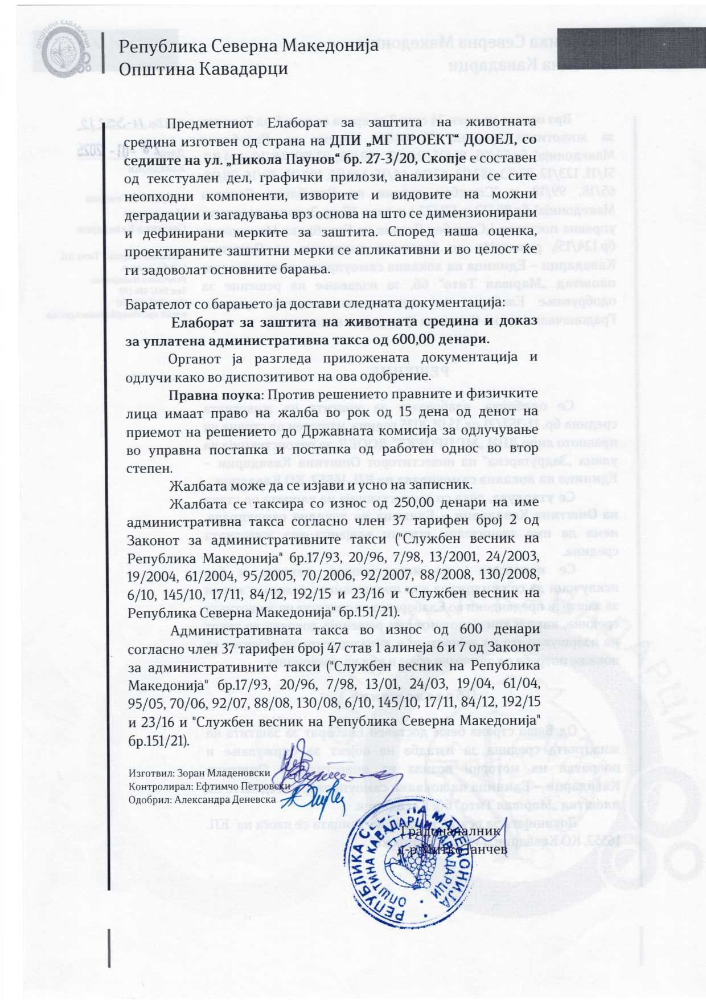 ОПШТИНА КАВАДАРЦИ
Република Северна Македонија
Општина Кавадарци
Предметниот Елаборат за заштита на животната
средина изготвен од страна на ДПИ „МГ ПРОЕКТ“ ДООЕЛ, со
седиште на ул. „Никола Паунов“ бр. 27-3/20, Скопје е составен
од текстуален дел, графички прилози, анализирани се сите
неопходни компоненти, изворите и видовите на можни
деградации и загадувања врз основа на што се димензионирани
и дефинирани мерките за заштита. Според наша оценка,
проектираните заштитни мерки се апликативни и во целост ќе
ги задоволат основните барања.
Барателот со барањето ја достави следната документација:
Елаборат за заштита на животната средина и доказ
за уплатена административна такса од 600,00 денари.
Органот ја разгледа приложената документација и
одлучи како во диспозитивот на ова одобрение.
Правна поука: Против решението правните и физичките
лица имаат право на жалба во рок од 15 дена од денот на
приемот на решението до Државната комисија за одлучување
во управна постапка и постапка од работен однос во втор
степен.
Жалбата може да се изјави и усно на записник.
Жалбата се таксира со износ од 250,00 денари на име
административна такса согласно член 37 тарифен број 2 од
Законот за административните такси ("Службен весник на
Република Македонија" бр.17/93, 20/96, 7/98, 13/2001, 24/2003,
19/2004, 61/2004, 95/2005, 70/2006, 92/2007, 88/2008, 130/2008,
6/10, 145/10, 17/11, 84/12, 192/15 и 23/16 и "Службен весник на
Република Северна Македонија" бр.151/21).
Административната такса во износ од 600 денари
согласно член 37 тарифен број 47 став 1 алинеја 6 и 7 од Законот
за административните такси ("Службен весник на Република
Македонија" бр.17/93, 20/96, 7/98, 13/01, 24/03, 19/04, 61/04,
95/05, 70/06, 92/07, 88/08, 130/08, 6/10, 145/10, 17/11, 84/12, 192/15
и 23/16 и "Службен весник на Република Северна Македонија"
бр.151/21).
Изготвил: Зоран Младеновски
Контролирал: Ефтимчо Петровски
Одобрил: Александра Деневска
Градоначалник
д-р Митко Јанчев